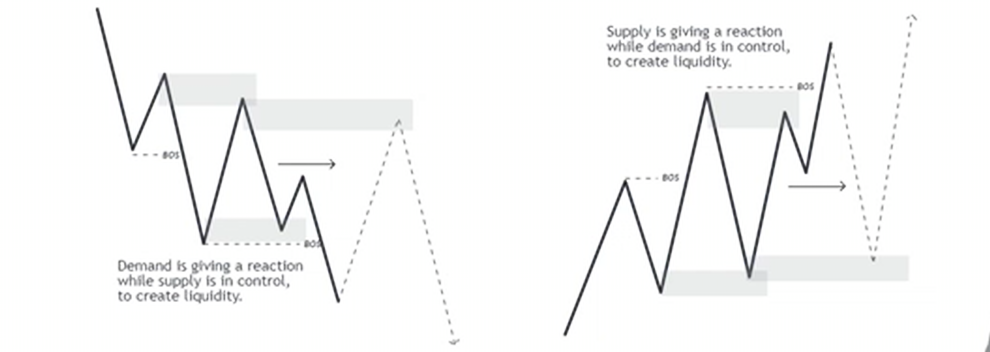 BOS
BOS
Demand is giving a reaction
while supply is in control,
to create liquidity.
Supply is giving a reaction
while demand is in control,
to create liquidity.
BOS
BOS